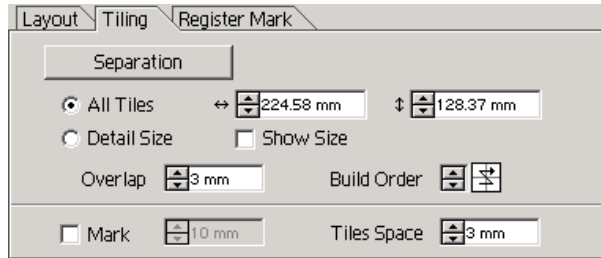 Layout Tiling Register Mark
Separation
All Tiles 224.58 mm 128.37 mm
Detail Size Show Size
Overlap 3 mm Build Order
Mark 10 mm Tiles Space 3 mm